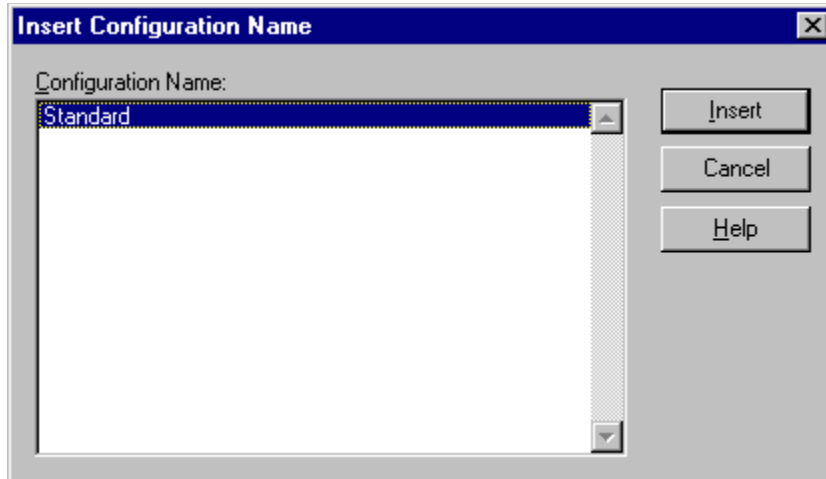 Insert Configuration Name
Configuration Name:
Standard
Insert
Cancel
Help